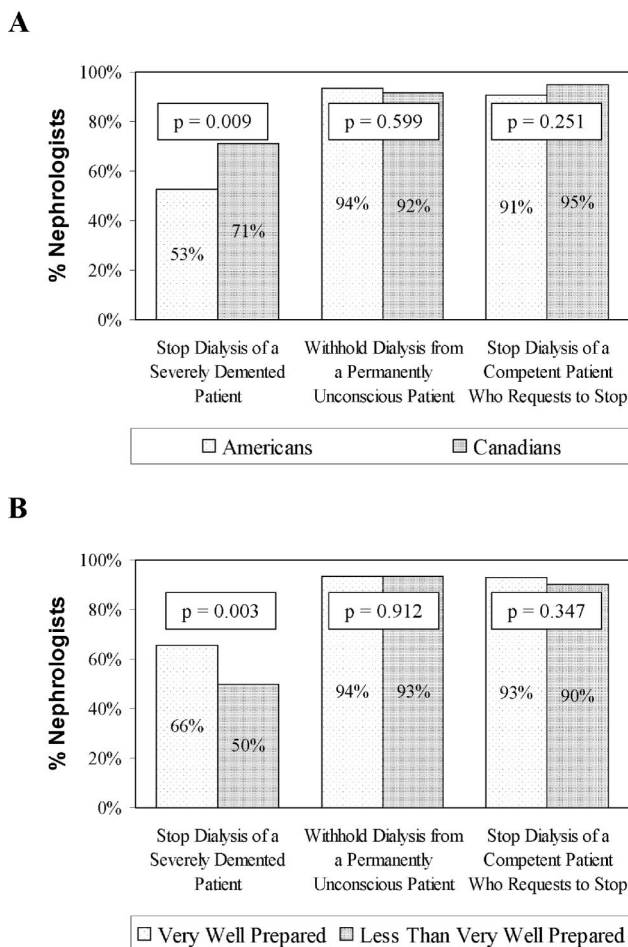 A
100%
80%
60%
40%
20%
0%
% Nephrologists
p = 0.009
p = 0.599
p = 0.251
53%
71%
94%
92%
91%
95%
Stop Dialysis of a
Severely Demented
Patient
Withhold Dialysis from
a Permanently
Unconscious Patient
Stop Dialysis of a
Competent Patient
Who Requests to Stop
Americans
Canadians
B
100%
80%
60%
40%
20%
0%
% Nephrologists
p = 0.003
p = 0.912
p = 0.347
66%
50%
94%
93%
93%
90%
Stop Dialysis of a
Severely Demented
Patient
Withhold Dialysis from
a Permanently
Unconscious Patient
Stop Dialysis of a
Competent Patient
Who Requests to Stop
Very Well Prepared
Less Than Very Well Prepared